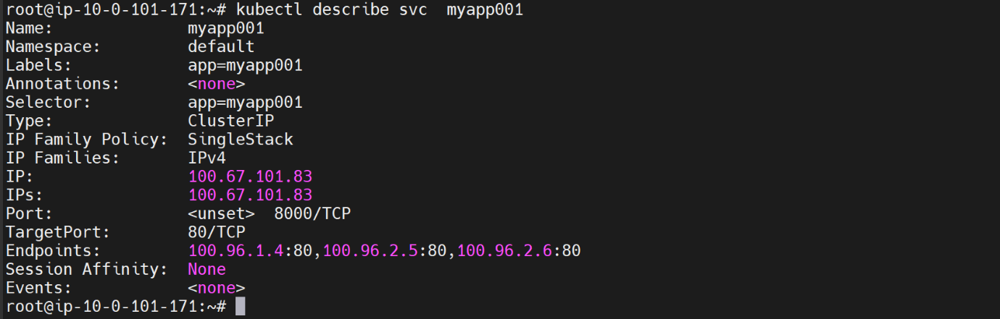 root@ip-10-0-101-171:~# kubectl describe svc  myapp001
Name:              myapp001
Namespace:         default
Labels:            app=myapp001
Annotations:       <none>
Selector:          app=myapp001
Type:              ClusterIP
IP Family Policy:  SingleStack
IP Families:       IPv4
IP:                100.67.101.83
IPs:               100.67.101.83
Port:              <unset>  8000/TCP
TargetPort:        80/TCP
Endpoints:         100.96.1.4:80,100.96.2.5:80,100.96.2.6:80
Session Affinity:  None
Events:            <none>
root@ip-10-0-101-171:~#